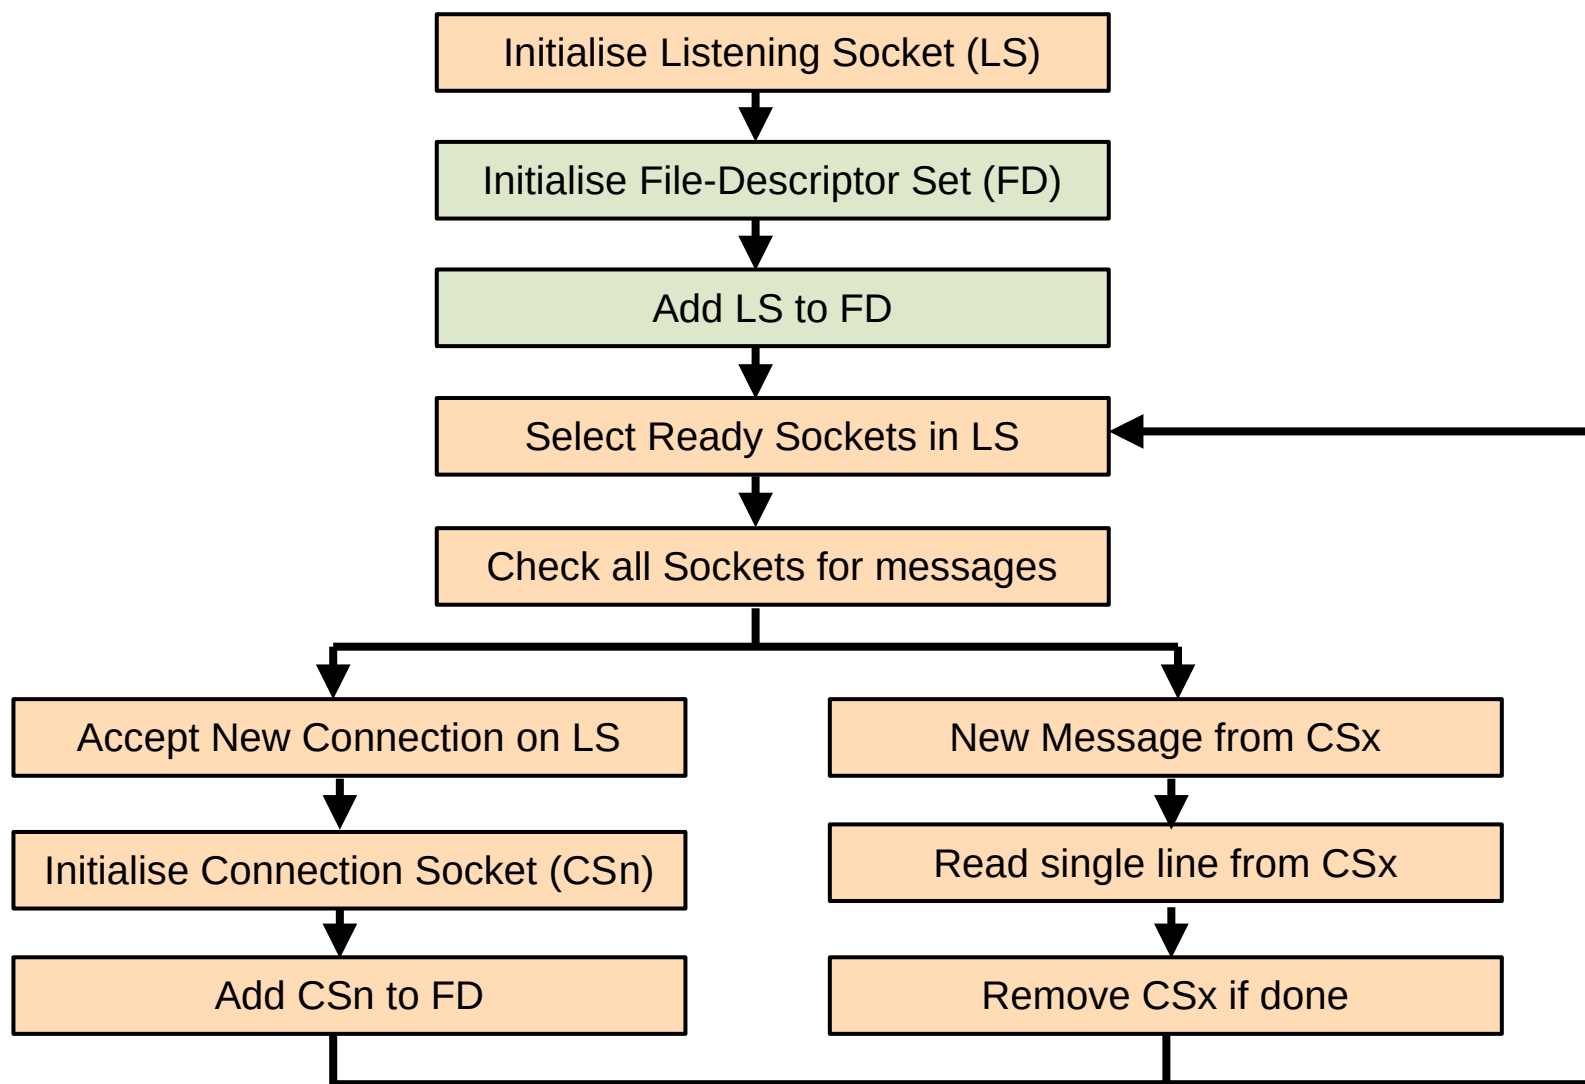 Initialise Listening Socket (LS)
Initialise File-Descriptor Set (FD)
Add LS to FD
Select Ready Sockets in LS
Check all Sockets for messages
Accept New Connection on LS
New Message from CSx
Initialise Connection Socket (CSn)
Read single line from CSx
Add CSn to FD
Remove CSx if done